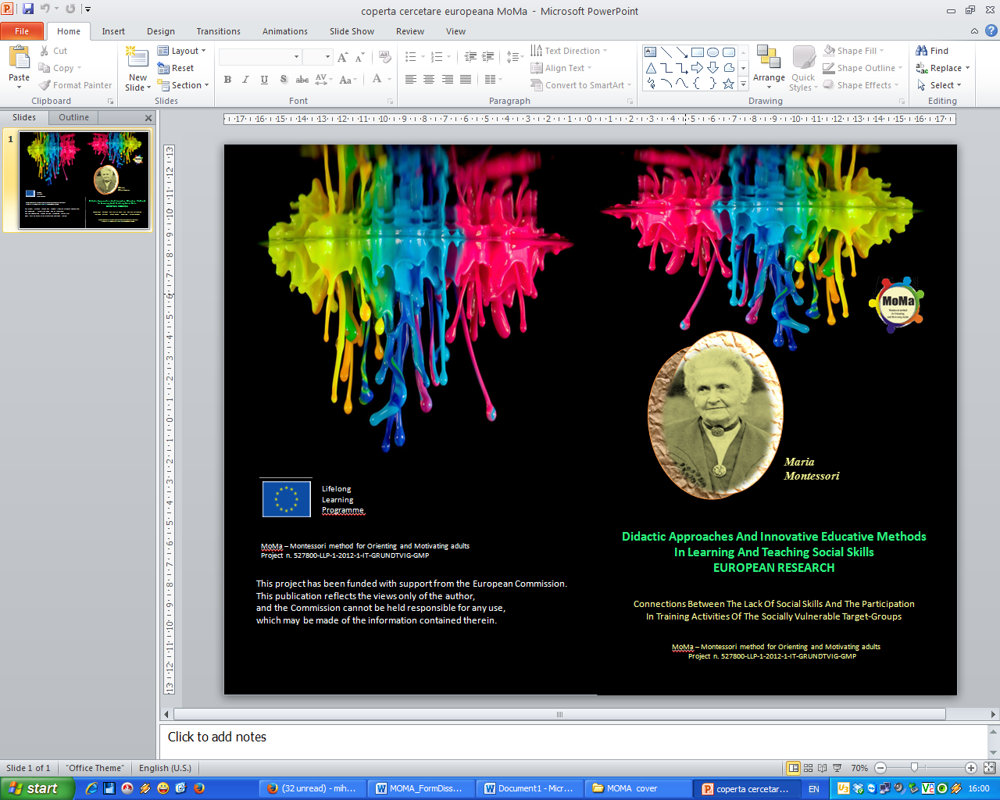 coperta cercetare europeana MoMa - Microsoft PowerPoint
File Home Insert Design Transitions Animations Slide Show Review View
Paste
Cut
Copy
Format Painter
Clipboard
New
Slide
Layout
Reset
Section
Slides
Font
Text Direction
Align Text
Convert to SmartArt
Paragraph
Arrange
Quick
Styles
Shape Fill
Shape Outline
Shape Effects
Drawing
Find
Replace
Select
Editing
Slides Outline
1
MoMa
Maria
Montessori
Lifelong
Learning
Programme
MoMa – Montessori method for Orienting and Motivating adults
Project n. 527800-LLP-1-2012-1-IT-GRUNDTVIG-GMP
This project has been funded with support from the European Commission.
This publication reflects the views only of the author,
and the Commission cannot be held responsible for any use,
which may be made of the information contained therein.
Didactic Approaches And Innovative Educative Methods
In Learning And Teaching Social Skills
EUROPEAN RESEARCH
Connections Between The Lack Of Social Skills And The Participation
In Training Activities Of The Socially Vulnerable Target-Groups
MoMa – Montessori method for Orienting and Motivating adults
Project n. 527800-LLP-1-2012-1-IT-GRUNDTVIG-GMP
Click to add notes
Slide 1 of 1 "Office Theme" English (U.S.) 70%
start (32 unread) - mih... MOMA_FormDiss... Document1 - Micr... MOMA cover coperta cercetar... EN 16:00